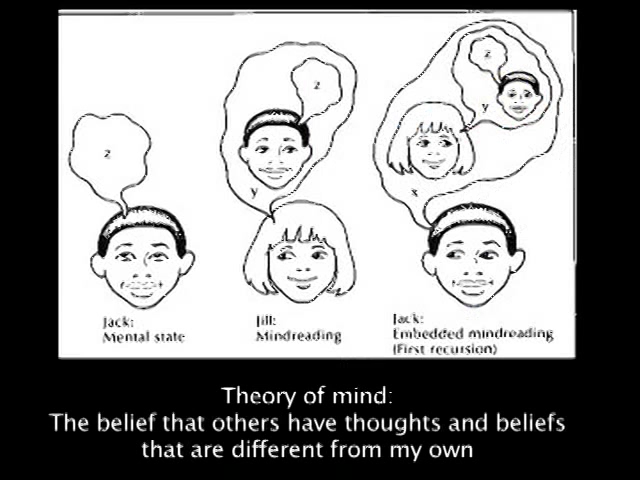 z
z
y
z
y
x
Jack:
Mental state
Jill:
Mindreading
Jack:
Embedded mindreading
(First recursion)
Theory of mind:
The belief that others have thoughts and beliefs
that are different from my own